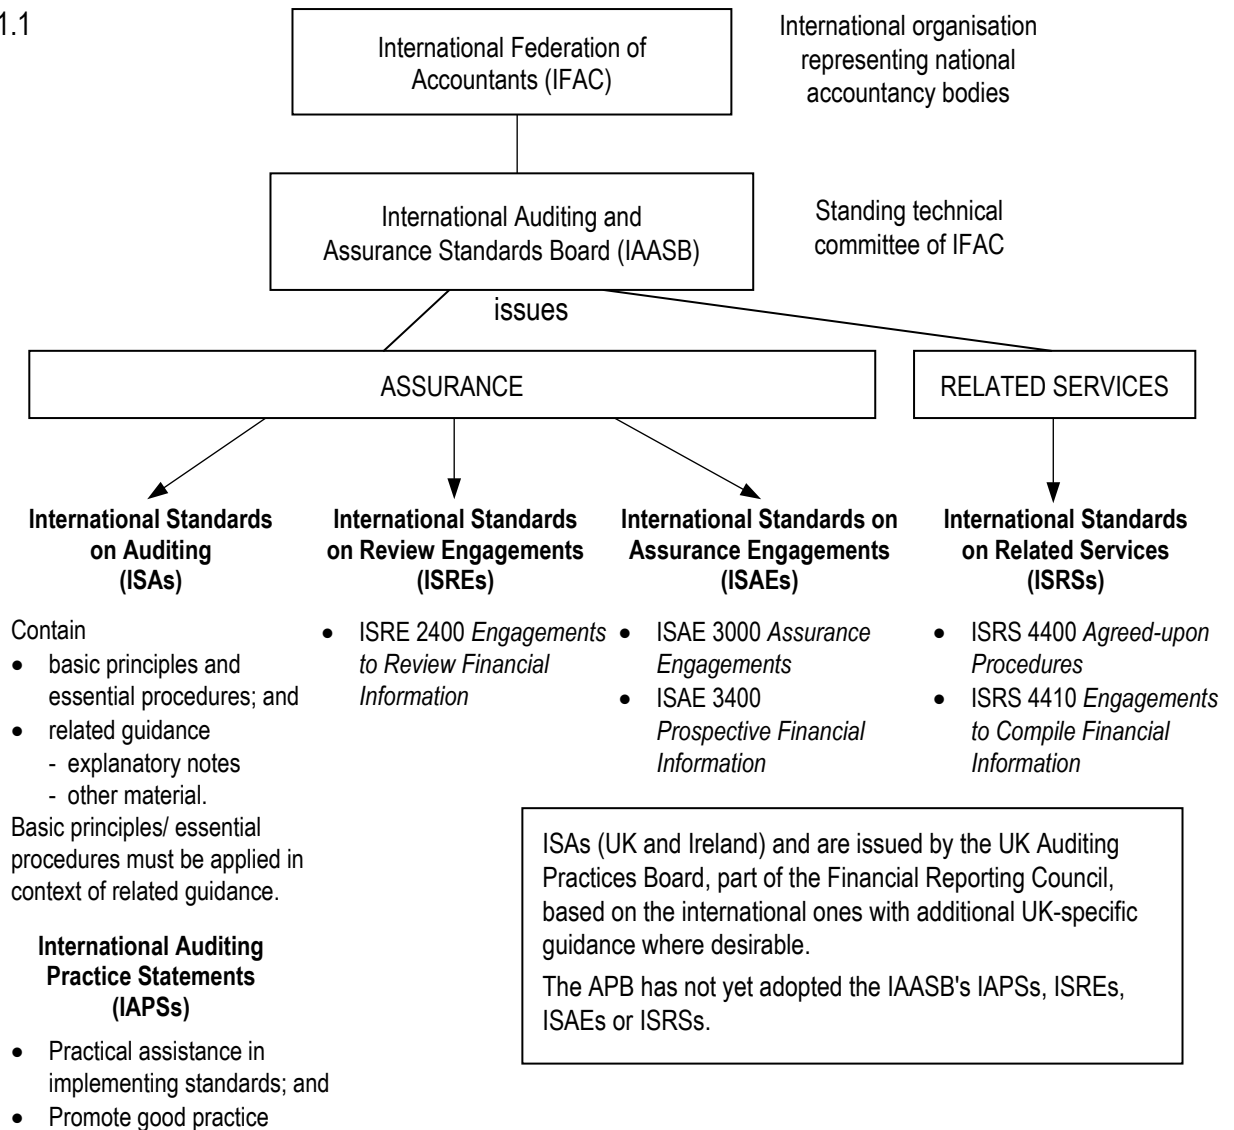 1.1
International Federation of
Accountants (IFAC)
International organisation
representing national
accountancy bodies
International Auditing and
Assurance Standards Board (IAASB)
Standing technical
committee of IFAC
issues
ASSURANCE
RELATED SERVICES
International Standards
on Auditing
(ISAs)
Contain
• basic principles and
essential procedures; and
• related guidance
- explanatory notes
- other material.
Basic principles/ essential
procedures must be applied in
context of related guidance.
International Auditing
Practice Statements
(IAPSs)
• Practical assistance in
implementing standards; and
• Promote good practice
International Standards
on Review Engagements
(ISREs)
• ISRE 2400 Engagements
to Review Financial
Information
International Standards on
Assurance Engagements
(ISAEs)
• ISAE 3000 Assurance
Engagements
• ISAE 3400
Prospective Financial
Information
International Standards
on Related Services
(ISRSs)
• ISRS 4400 Agreed-upon
Procedures
• ISRS 4410 Engagements
to Compile Financial
Information
ISAs (UK and Ireland) and are issued by the UK Auditing
Practices Board, part of the Financial Reporting Council,
based on the international ones with additional UK-specific
guidance where desirable.
The APB has not yet adopted the IAASB's IAPSs, ISREs,
ISAEs or ISRSs.